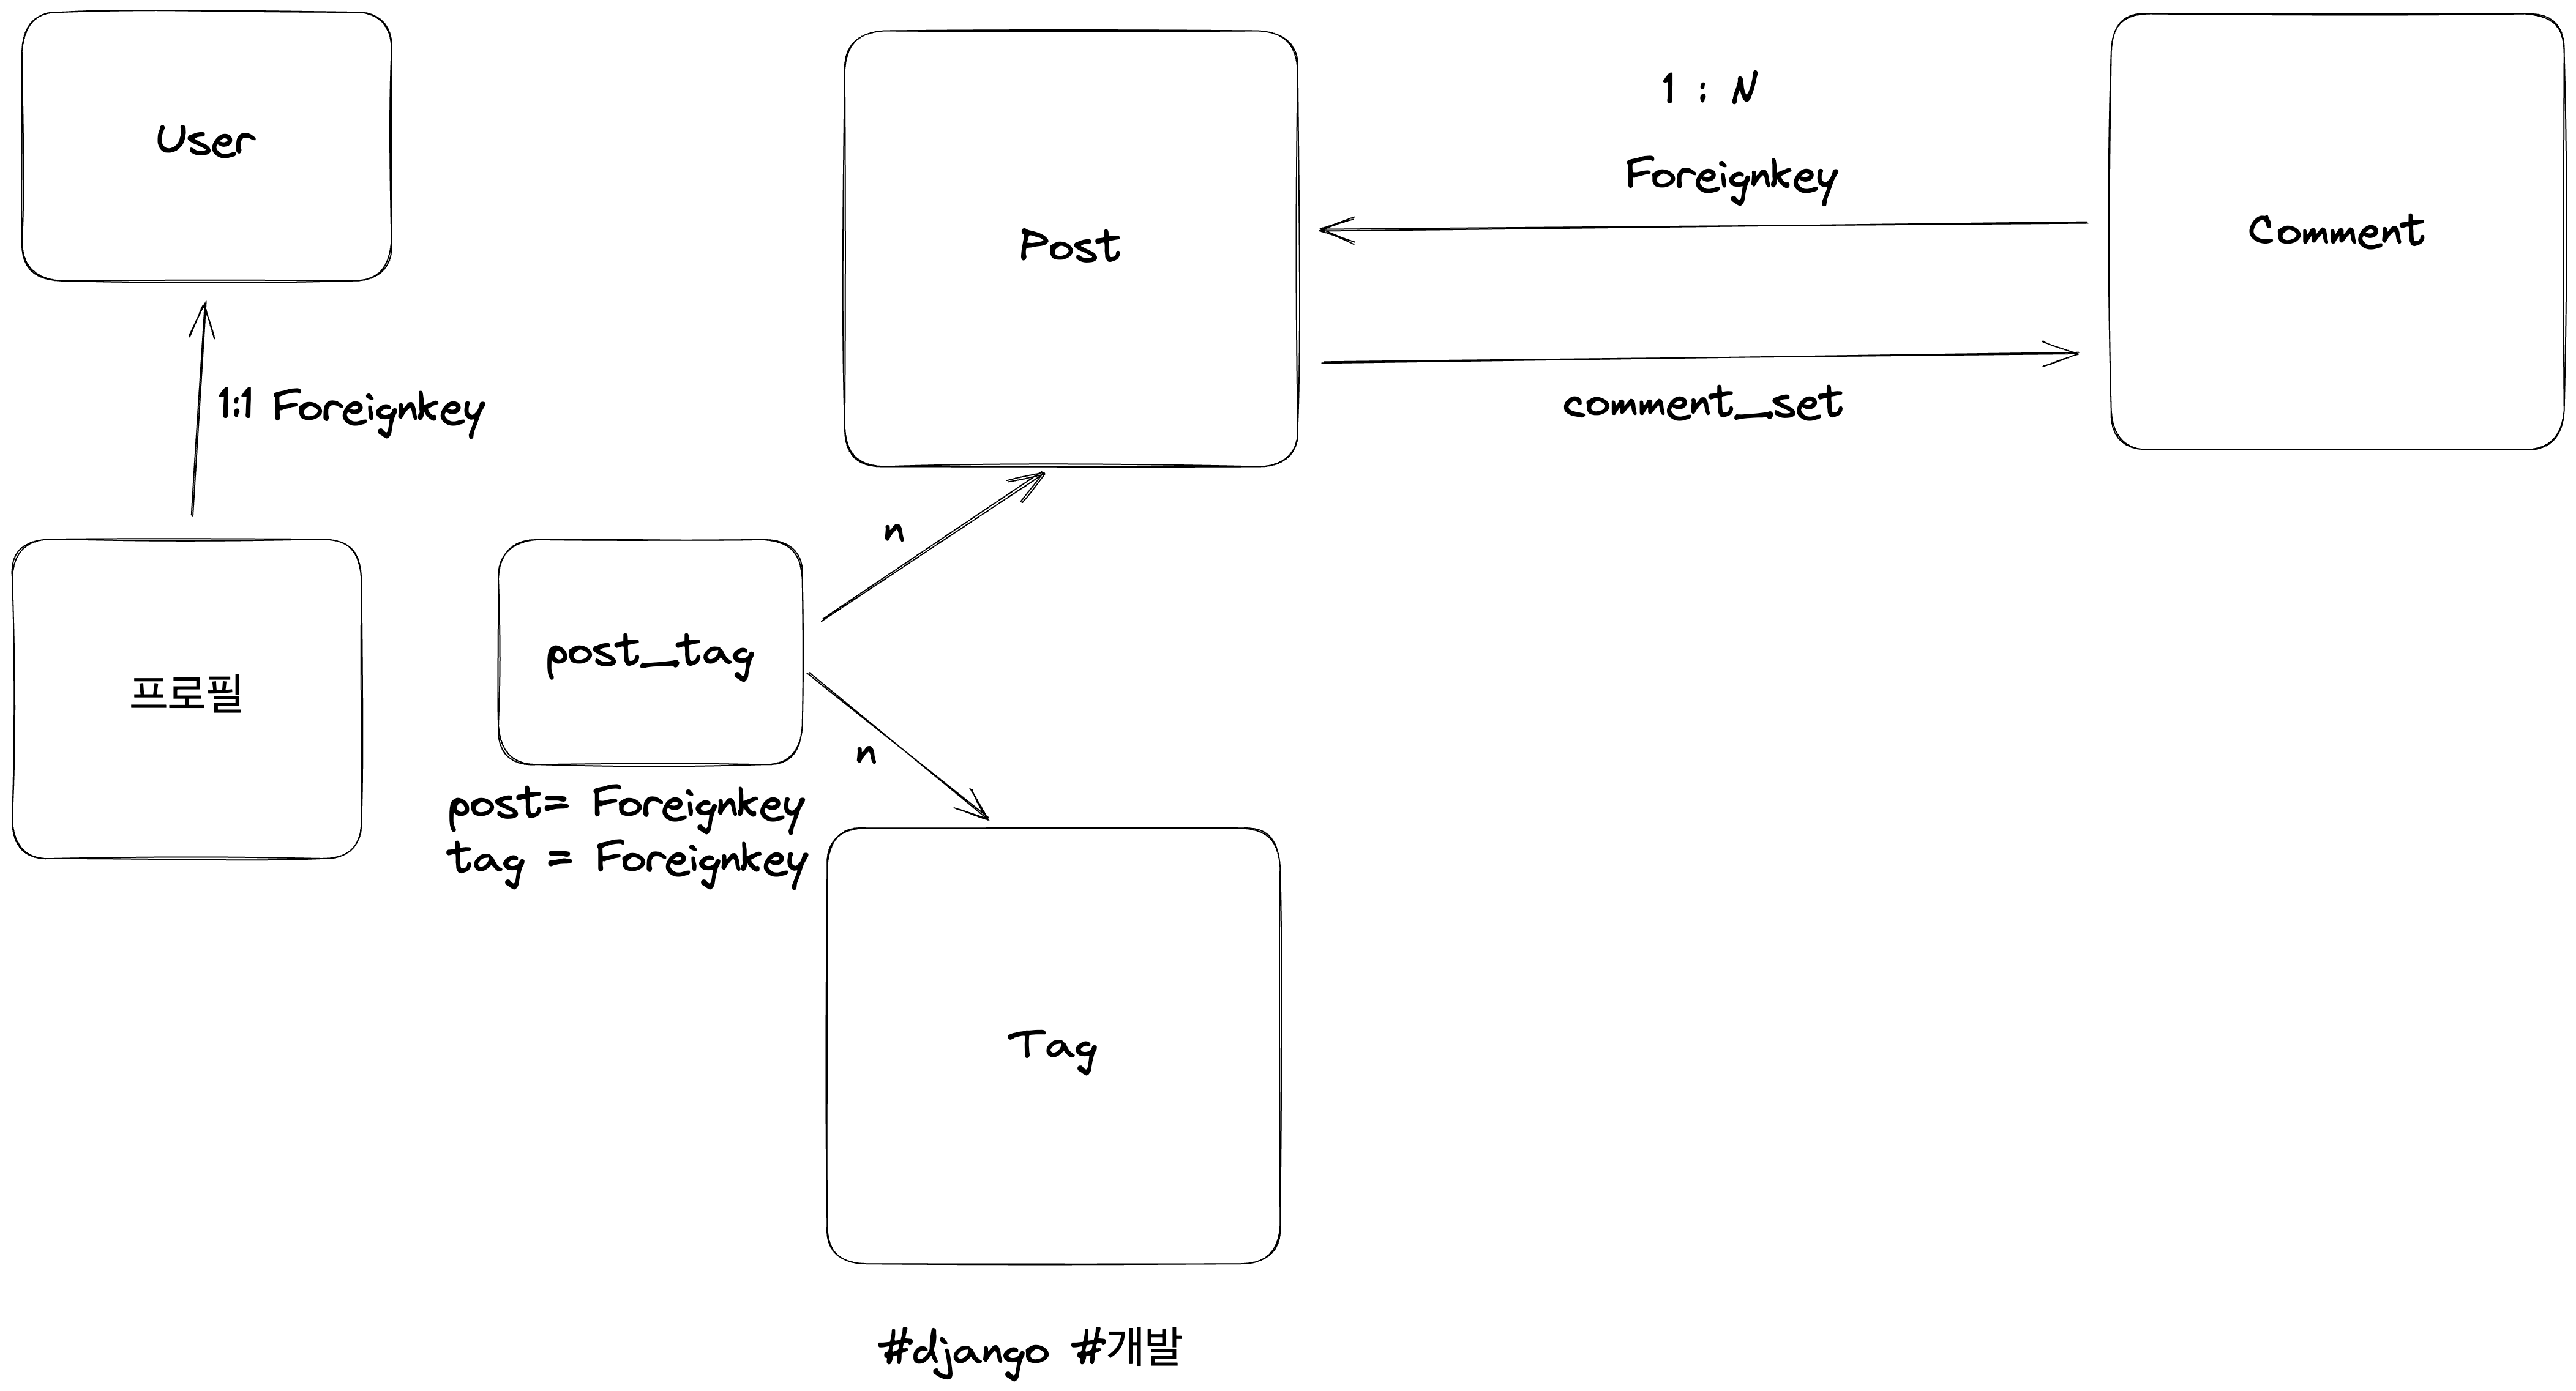 User
1:1 Foreignkey
프로필
Post
1 : N
Foreignkey
comment_set
Comment
n
post_tag
n
post= Foreignkey
tag = Foreignkey
Tag
#django #개발